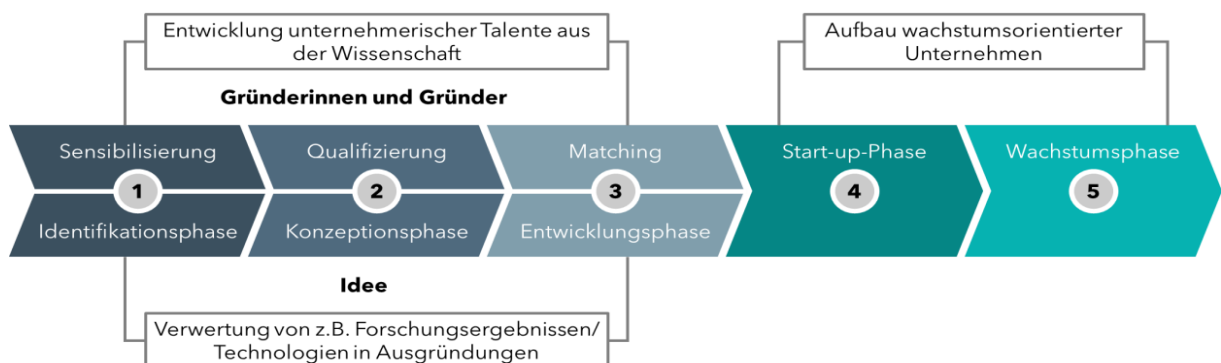 Entwicklung unternehmerischer Talente aus
der Wissenschaft
Aufbau wachstumsorientierter
Unternehmen
Gründerinnen und Gründer
Sensibilisierung
Qualifizierung
Matching
Start-up-Phase
Wachstumsphase
1
2
3
4
5
Identifikationsphase
Konzeptionsphase
Entwicklungsphase
Idee
Verwertung von z.B. Forschungsergebnissen/
Technologien in Ausgründungen